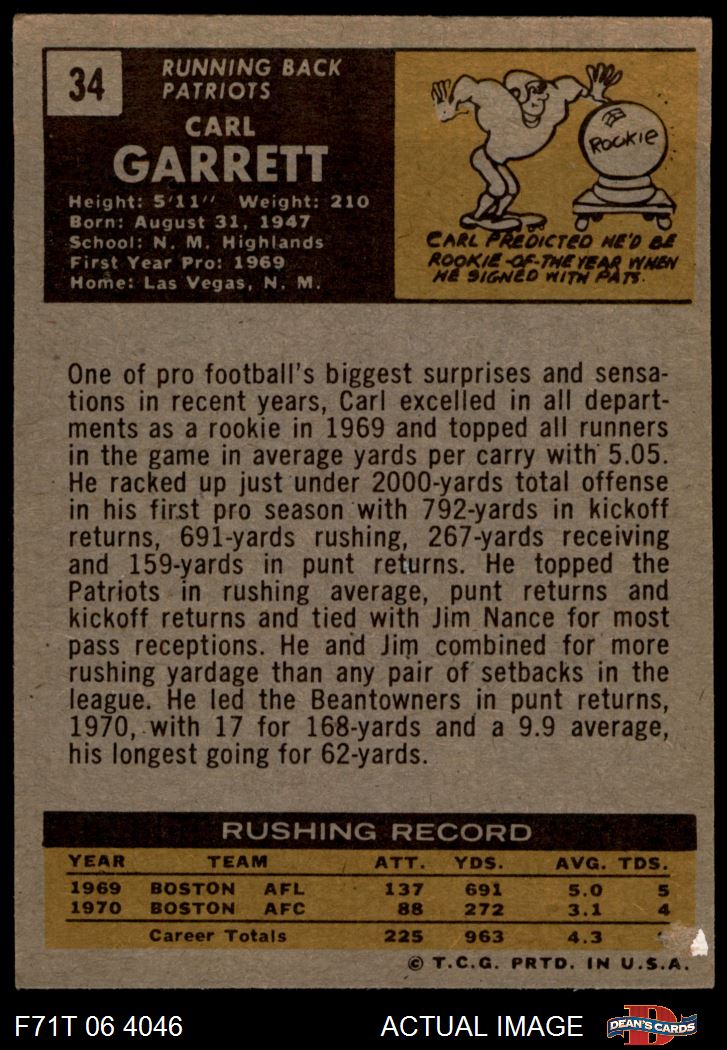 34
RUNNING BACK
PATRIOTS
CARL
GARRETT
Height: 5'11" Weight: 210
Born: August 31, 1947
School: N. M. Highlands
First Year Pro: 1969
Home: Las Vegas, N. M.
ROOKIE
CARL PREDICTED HE'D BE
ROOKIE-OF-THE YEAR WHEN
HE SIGNED WITH PATS.
One of pro football's biggest surprises and sensa-
tions in recent years, Carl excelled in all depart-
ments as a rookie in 1969 and topped all runners
in the game in average yards per carry with 5.05.
He racked up just under 2000-yards total offense
in his first pro season with 792-yards in kickoff
returns, 691-yards rushing, 267-yards receiving
and 159-yards in punt returns. He topped the
Patriots in rushing average, punt returns and
kickoff returns and tied with Jim Nance for most
pass receptions. He and Jim combined for more
rushing yardage than any pair of setbacks in the
league. He led the Beantowners in punt returns,
1970, with 17 for 168-yards and a 9.9 average,
his longest going for 62-yards.
RUSHING RECORD
YEAR TEAM ATT. YDS. AVG. TDS.
1969 BOSTON AFL 137 691 5.0 5
1970 BOSTON AFC 88 272 3.1 4
Career Totals 225 963 4.3
© T.C.G. PRTD. IN U.S.A.
F71T 06 4046 ACTUAL IMAGE DEAN'S CARDS